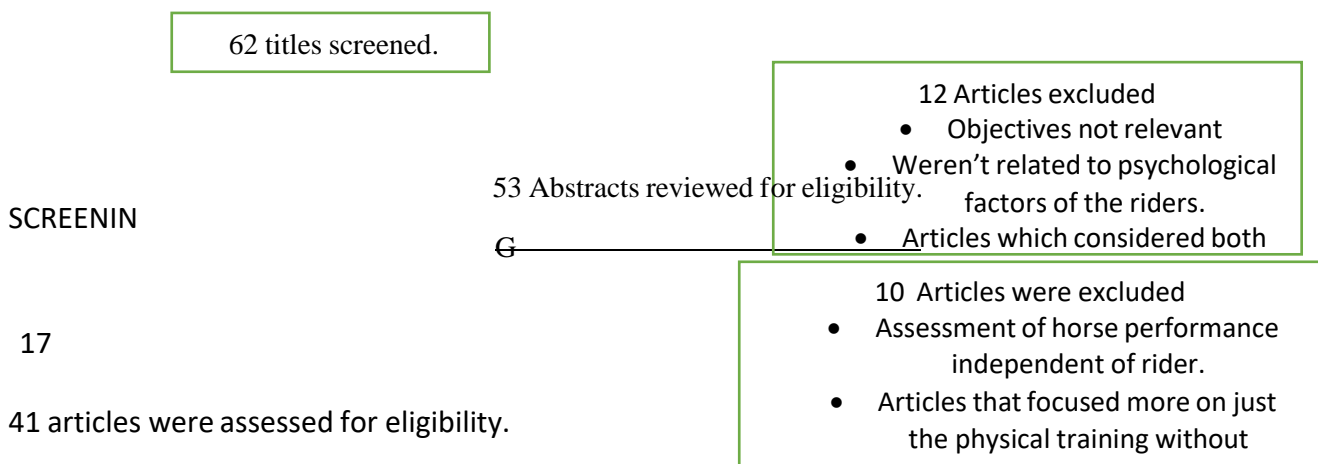 62 titles screened.
12 Articles excluded
• Objectives not relevant
• Weren’t related to psychological
factors of the riders.
• Articles which considered both
53 Abstracts reviewed for eligibility.
SCREENIN
G
10 Articles were excluded
• Assessment of horse performance
independent of rider.
• Articles that focused more on just
the physical training without
17
41 articles were assessed for eligibility.